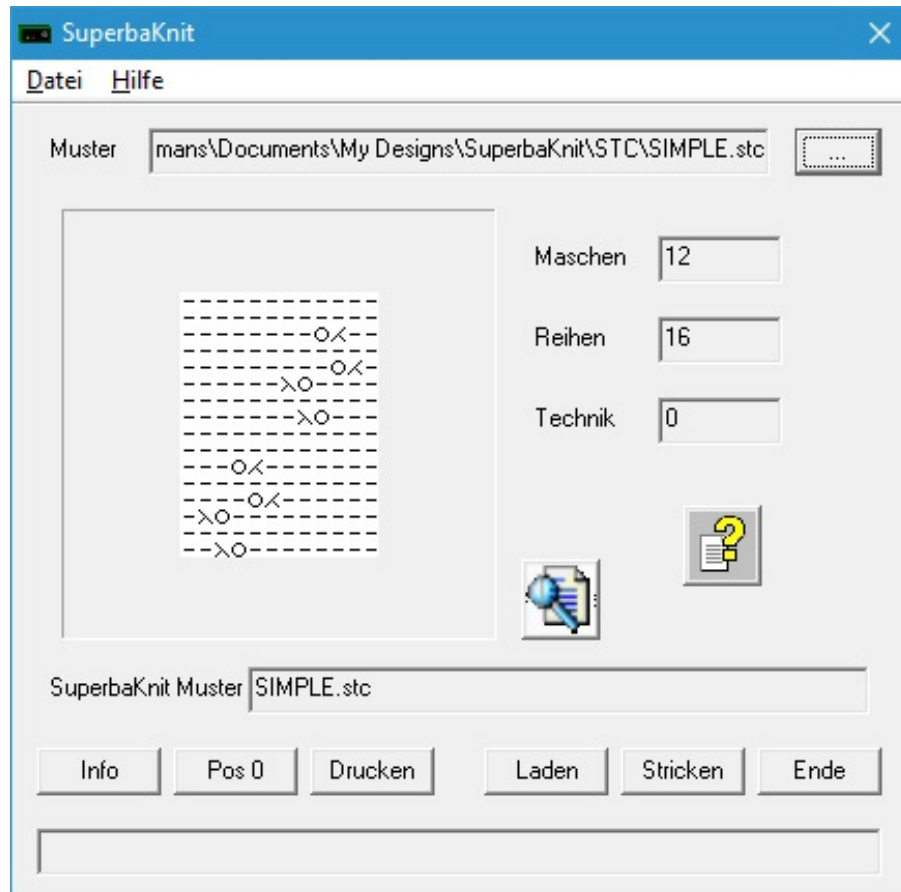 SuperbaKnit
Datei Hilfe
Muster mans\Documents\My Designs\SuperbaKnit\STC\SIMPLE.stc ...
Maschen 12
Reihen 16
Technik 0
SuperbaKnit Muster SIMPLE.stc
Info Pos 0 Drucken Laden Stricken Ende